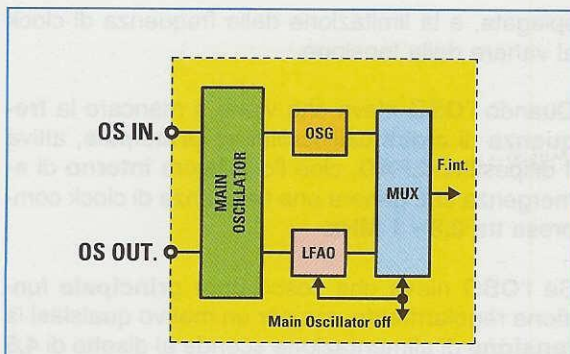 OS IN.
OS OUT.
MAIN OSCILLATOR
OSG
LFAO
MUX
F.int.
Main Oscillator off